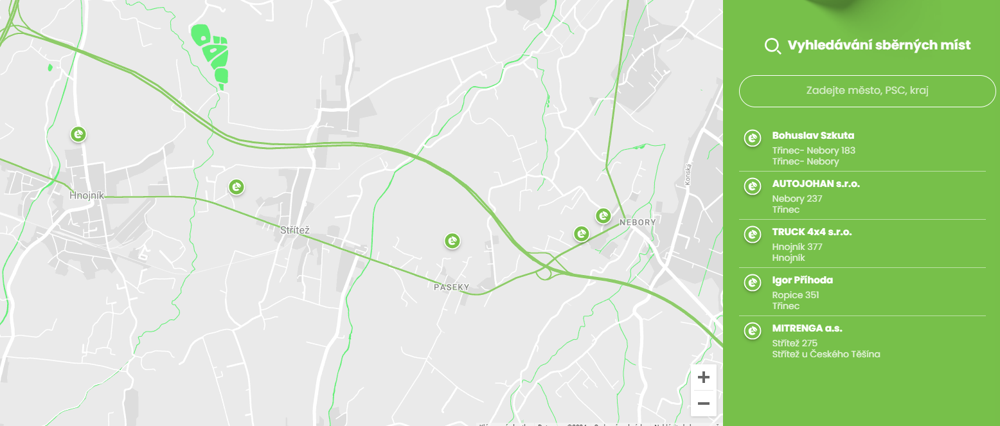 Hnojník
Střítež
PASEKY
NEBORY
Konská
Vyhledávání sběrných míst
Zadejte město, PSC, kraj
Bohuslav Szkuta
Třinec- Nebory 183
Třinec- Nebory
AUTOJOHAN s.r.o.
Nebory 237
Třinec
TRUCK 4x4 s.r.o.
Hnojník 377
Hnojník
Igor Příhoda
Ropice 351
Třinec
MITRENGA a.s.
Střítež 275
Střítež u Českého Těšína